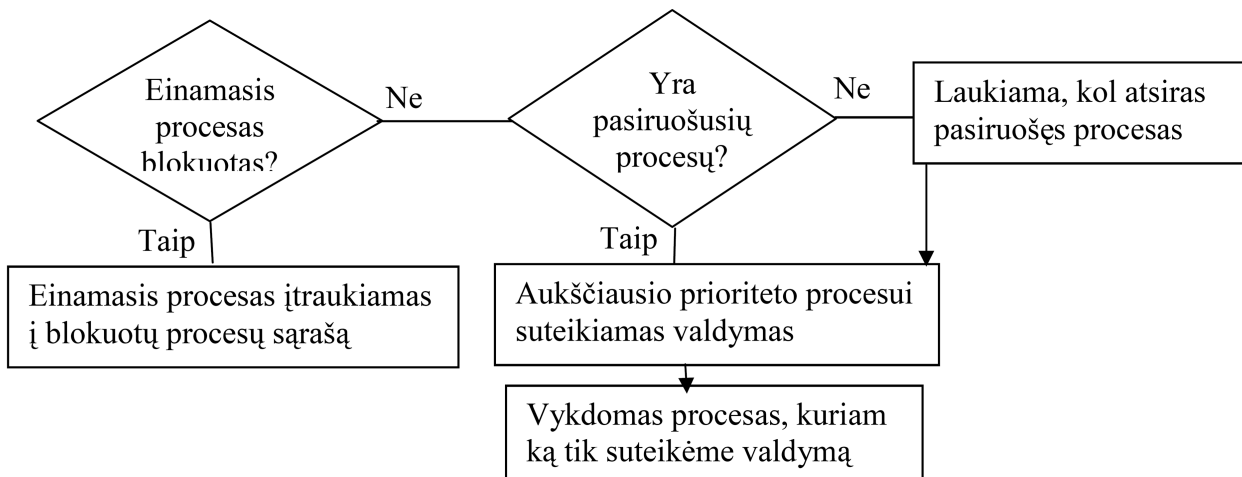 Einamasis
procesas
blokuotas?
Ne
Taip
Einamasis procesas įtraukiamas
į blokuotų procesų sąrašą
Yra
pasiruošusių
procesų?
Ne
Taip
Laukiama, kol atsiras
pasiruošęs procesas
Aukščiausio prioriteto procesui
suteikiamas valdymas
Vykdomas procesas, kuriam
ką tik suteikėme valdymą